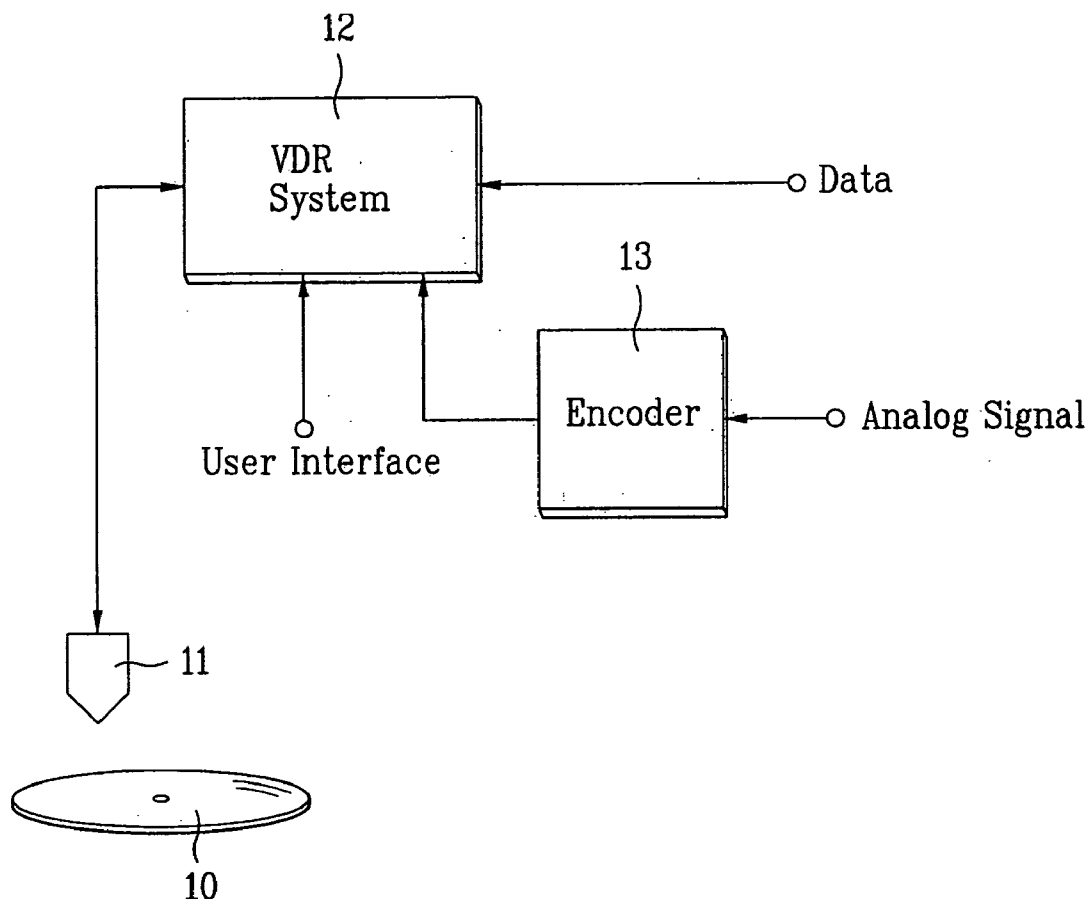 12
VDR
System
Data
13
Encoder
Analog Signal
User Interface
11
10